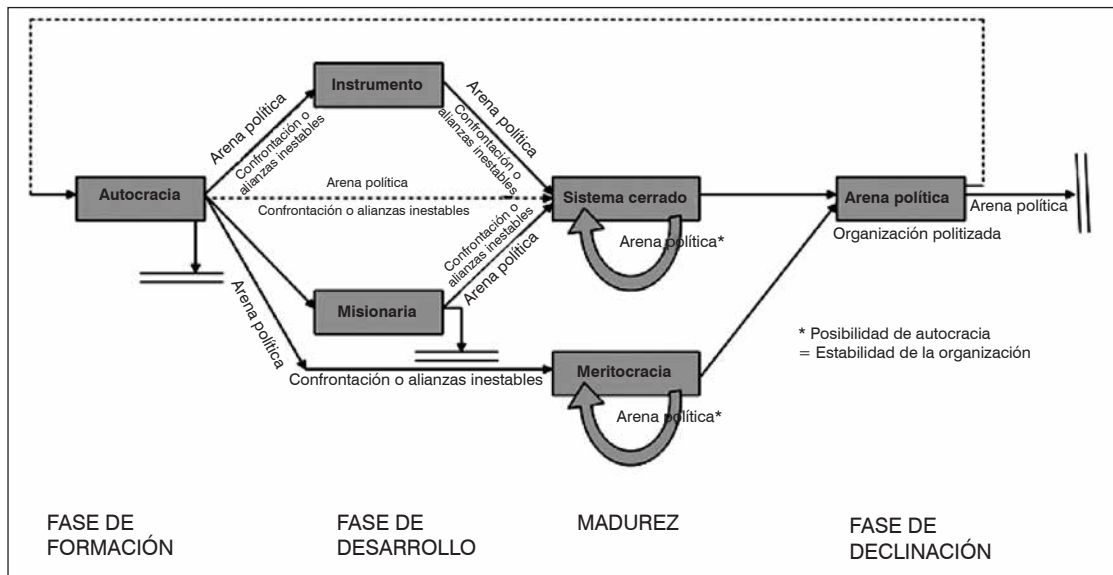 Instrumento
Arena política
Confrontación o
alianzas inestables
Arena política
Confrontación o
alianzas inestables
Autocracia
Arena política
Confrontación o alianzas inestables
Sistema cerrado
Arena política*
Arena política
Arena política
Organización politizada
Confrontación o
alianzas inestables
Arena política
Misionaria
Arena política
Confrontación o alianzas inestables
Meritocracia
Arena política*
* Posibilidad de autocracia
= Estabilidad de la organización
FASE DE
FORMACIÓN
FASE DE
DESARROLLO
MADUREZ
FASE DE
DECLINACIÓN